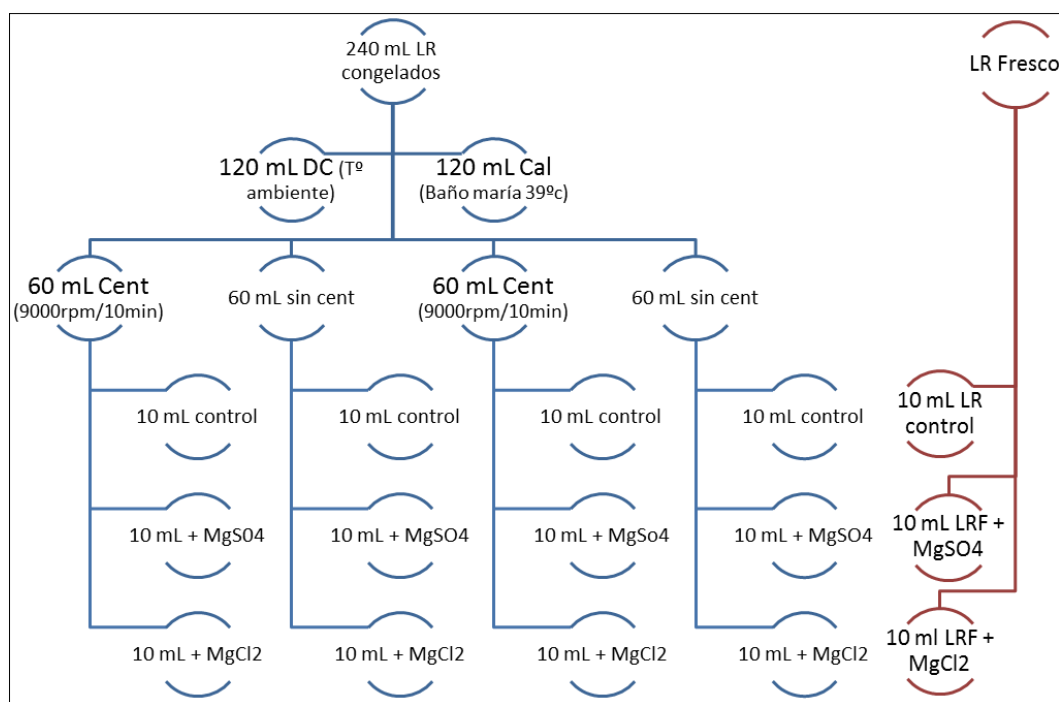 240 mL LR
congelados
LR Fresco
120 mL DC (Tº
ambiente)
120 mL Cal
(Baño maría 39ºc)
60 mL Cent
(9000rpm/10min)
60 mL sin cent
60 mL Cent
(9000rpm/10min)
60 mL sin cent
10 mL control
10 mL control
10 mL control
10 mL control
10 mL LR
control
10 mL + MgS04
10 mL + MgSO4
10 mL + MgSo4
10 mL + MgSO4
10 mL LRF +
MgSO4
10 mL + MgCl2
10 mL + MgCl2
10 mL + MgCl2
10 mL + MgCl2
10 ml LRF +
MgCl2